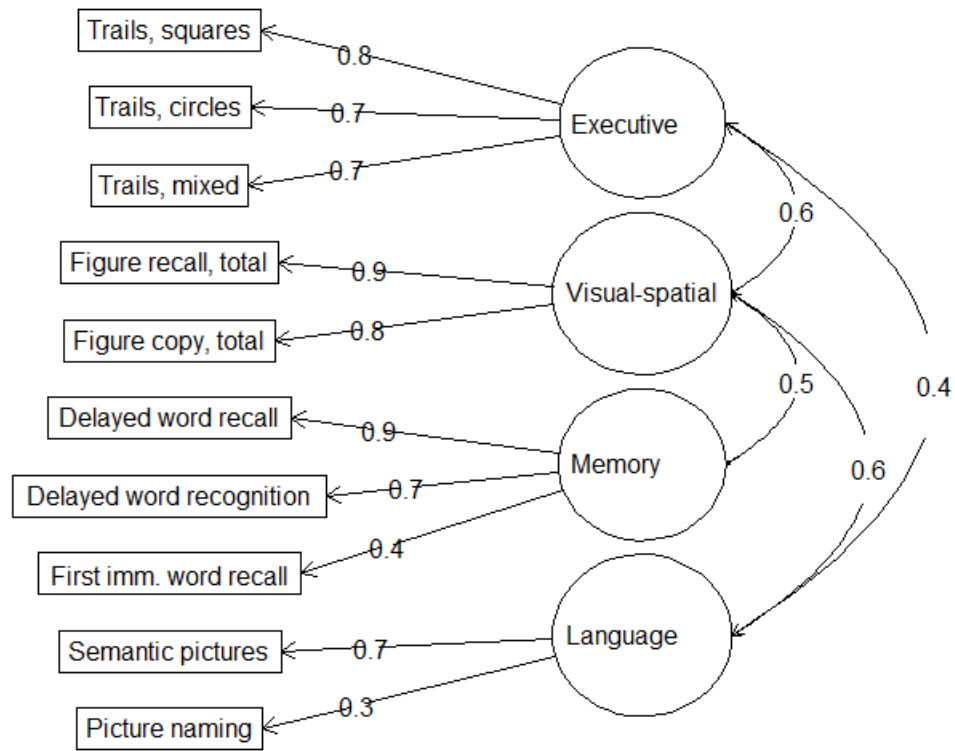 Trails, squares
0.8
Trails, circles
0.7
Executive
Trails, mixed
0.7
0.6
Figure recall, total
0.9
Visual-spatial
Figure copy, total
0.8
0.5
0.4
Delayed word recall
0.9
Memory
0.6
Delayed word recognition
0.7
First imm. word recall
0.4
Language
Semantic pictures
0.7
Picture naming
0.3